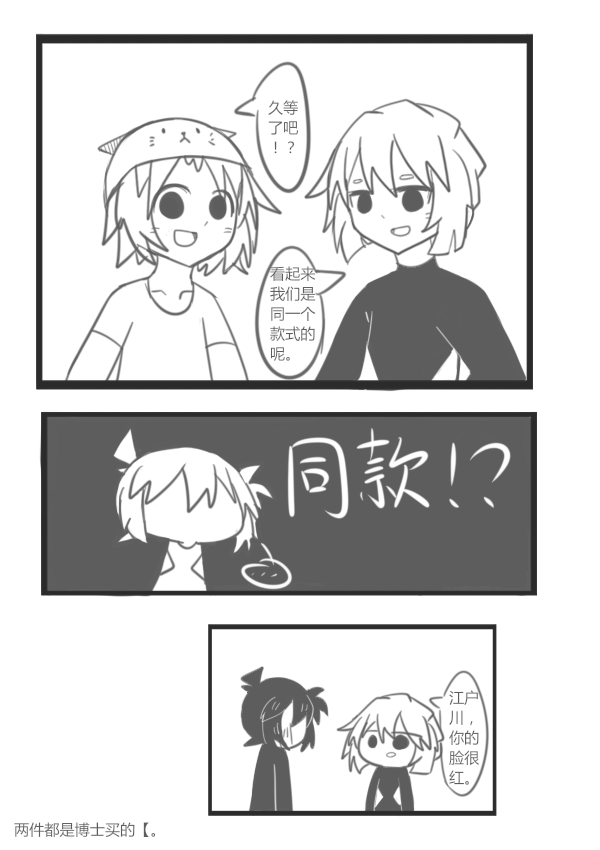 久等
了吧
！？
看起来
我们是
同一个
款式的
呢。
同款！？
江户
川，
你的
脸很
红。
两件都是博士买的【。